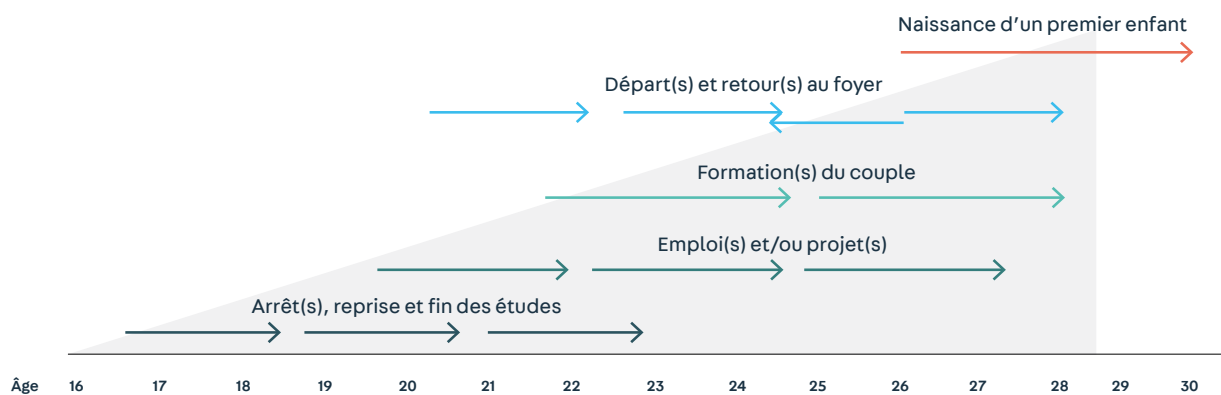 Naissance d’un premier enfant
Départ(s) et retour(s) au foyer
Formation(s) du couple
Emploi(s) et/ou projet(s)
Arrêt(s), reprise et fin des études
Âge 16 17 18 19 20 21 22 23 24 25 26 27 28 29 30